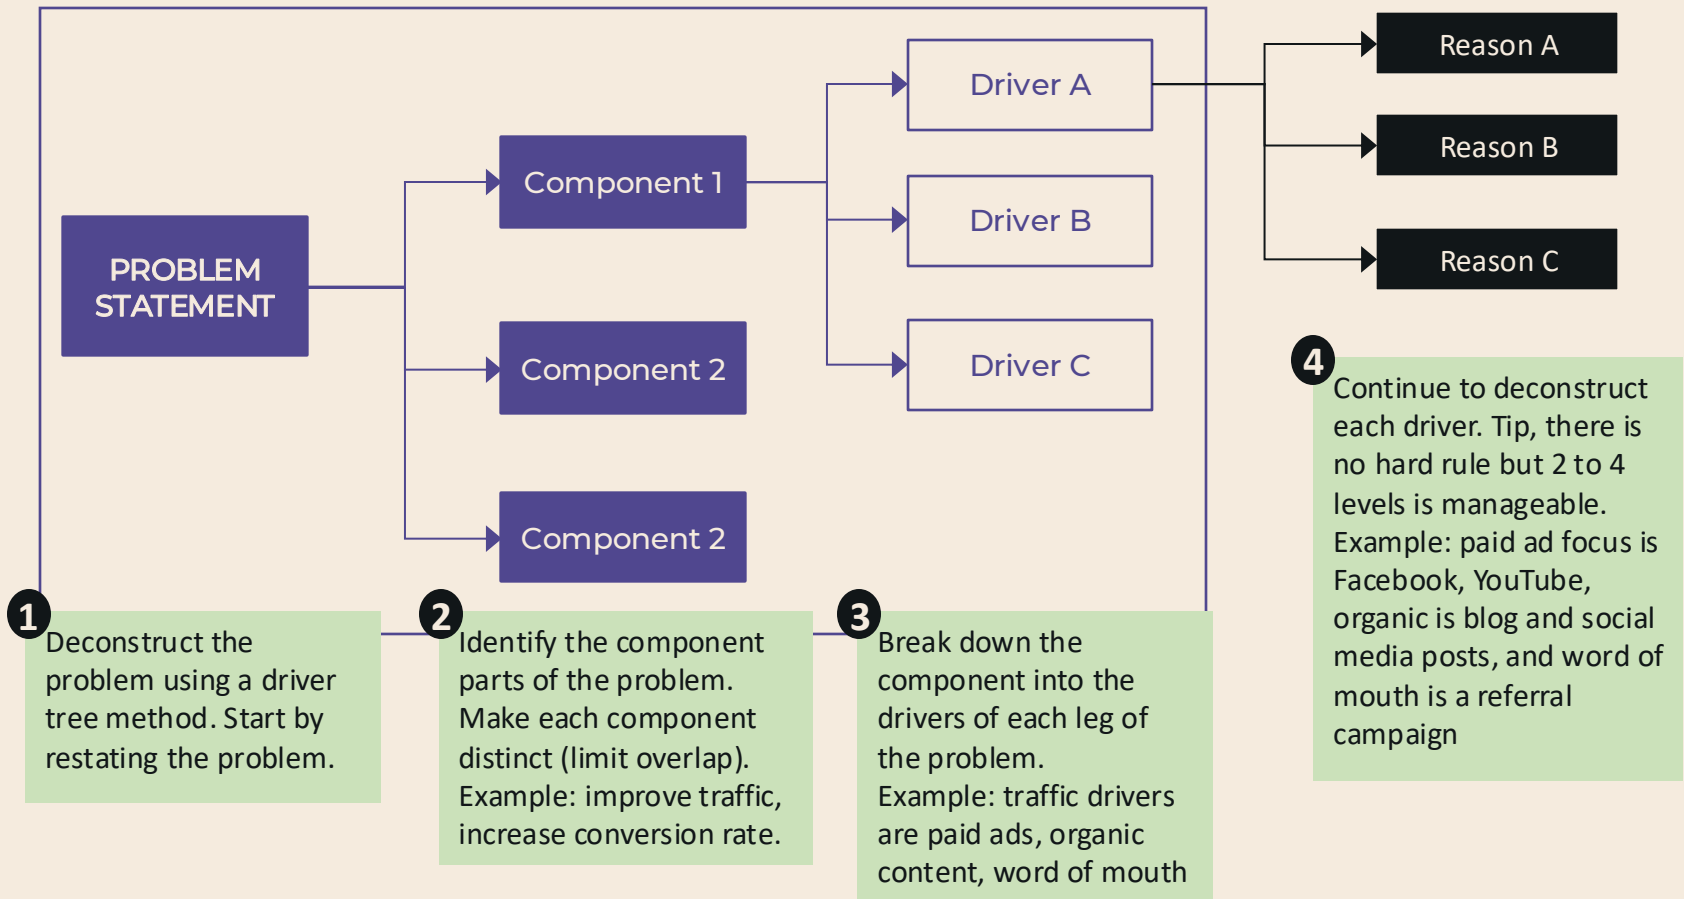 PROBLEM
STATEMENT
Component 1
Component 2
Component 2
Driver A
Driver B
Driver C
Reason A
Reason B
Reason C
1
Deconstruct the
problem using a driver
tree method. Start by
restating the problem.
2
Identify the component
parts of the problem.
Make each component
distinct (limit overlap).
Example: improve traffic,
increase conversion rate.
3
Break down the
component into the
drivers of each leg of
the problem.
Example: traffic drivers
are paid ads, organic
content, word of mouth
4
Continue to deconstruct
each driver. Tip, there is
no hard rule but 2 to 4
levels is manageable.
Example: paid ad focus is
Facebook, YouTube,
organic is blog and social
media posts, and word of
mouth is a referral
campaign